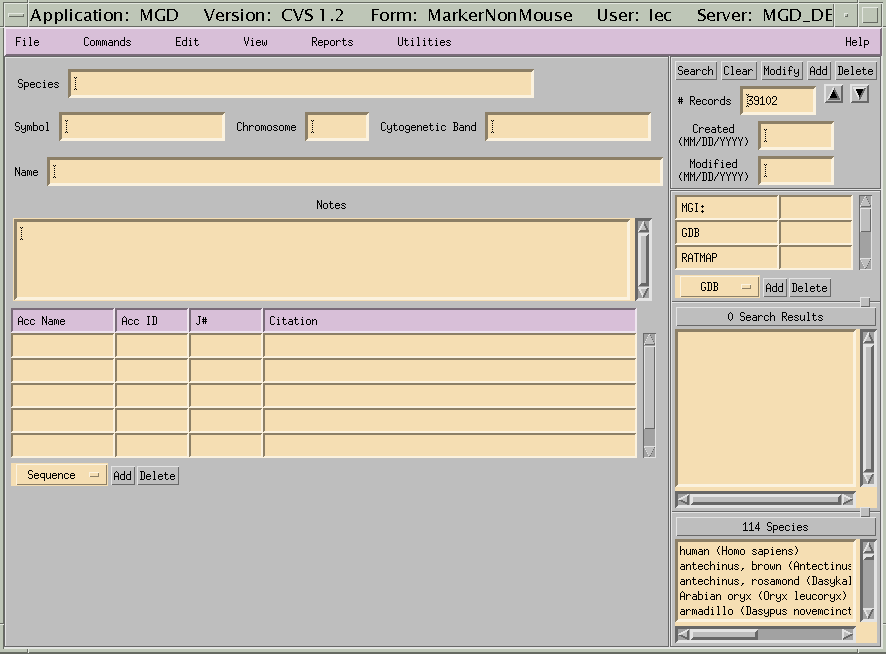 Application: MGD Version: CVS 1.2 Form: MarkerNonMouse User: lec Server: MGD_DE
File Commands Edit View Reports Utilities Help
Species
Symbol Chromosome Cytogenetic Band
Name
Notes
Acc Name Acc ID J# Citation
Sequence Add Delete
Search Clear Modify Add Delete
# Records 39102
Created
(MM/DD/YYYY)
Modified
(MM/DD/YYYY)
MGI:
GDB
RATMAP
GDB Add Delete
0 Search Results
114 Species
human (Homo sapiens)
antechinus, brown (Antectinus
antechinus, rosamond (Dasykal
Arabian oryx (Oryx leucoryx)
armadillo (Dasypus novemcinct